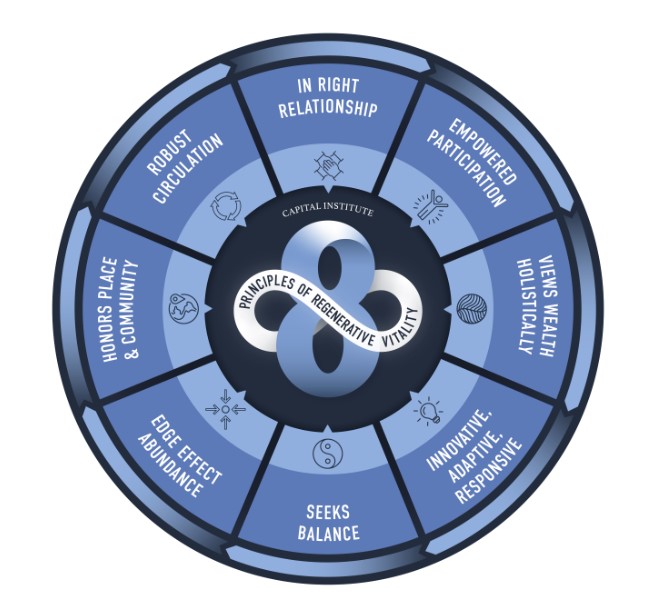 IN RIGHT
RELATIONSHIP
EMPOWERED
PARTICIPATION
VIEWS WEALTH
HOLISTICALLY
INNOVATIVE,
ADAPTIVE,
RESPONSIVE
SEEKS
BALANCE
EDGE EFFECT
ABUNDANCE
HONORS PLACE
& COMMUNITY
ROBUST
CIRCULATION
CAPITAL INSTITUTE
8
PRINCIPLES OF REGENERATIVE VITALITY